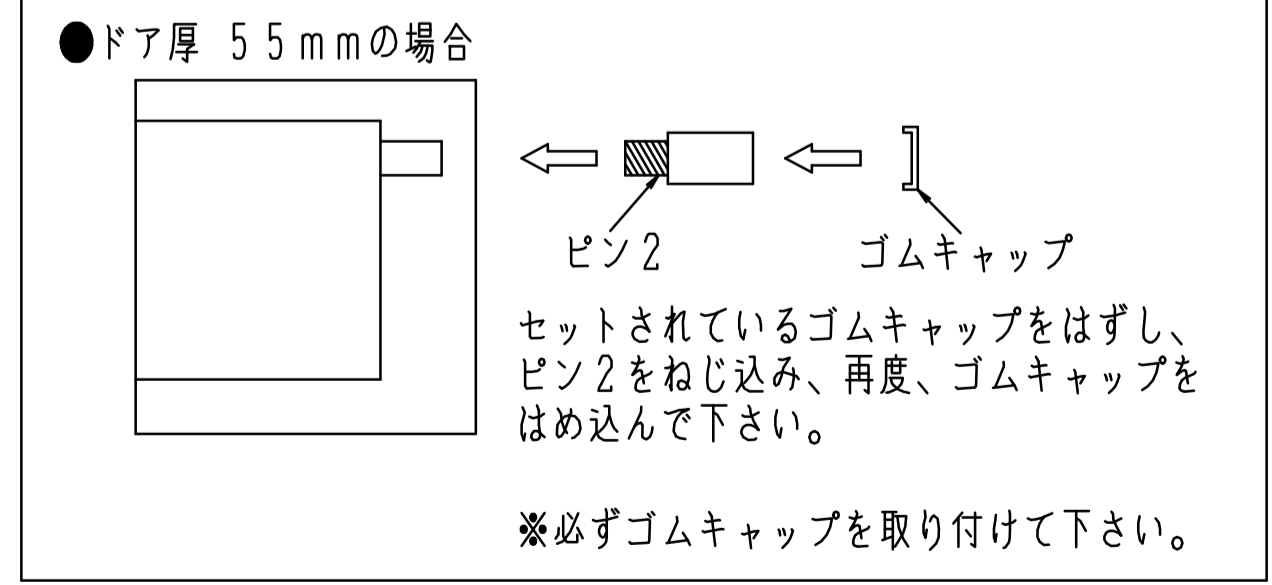 ●ドア厚 55mmの場合
ピン2
ゴムキャップ
セットされているゴムキャップをはずし、
ピン2をねじ込み、再度、ゴムキャップを
はめ込んで下さい。
※必ずゴムキャップを取り付けて下さい。